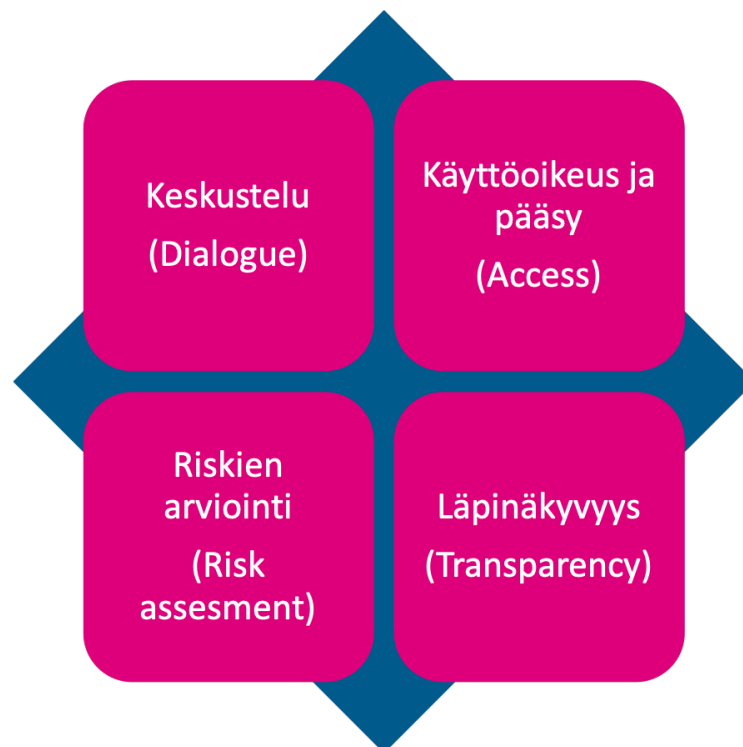 Keskustelu
(Dialogue)
Käyttöoikeus ja
pääsy
(Access)
Riskien
arviointi
(Risk
assesment)
Läpinäkyvyys
(Transparency)